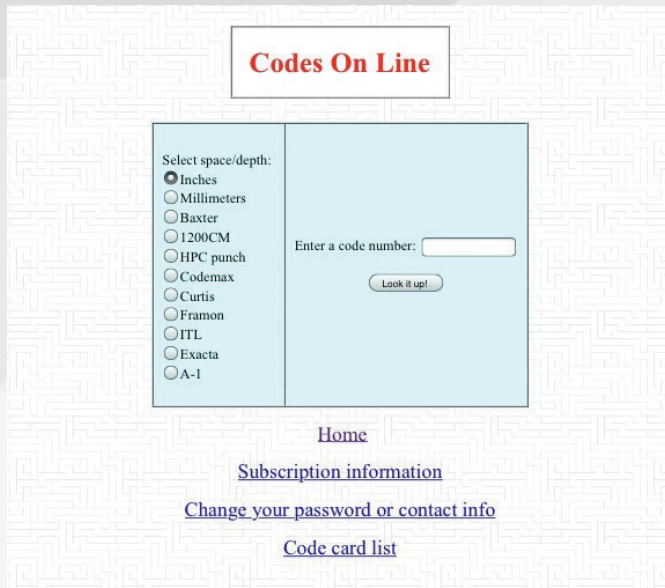 Codes On Line
Select space/depth:
Inches
Millimeters
Baxter
1200CM
HPC punch
Codemax
Curtis
Framon
ITL
Exacta
A-1
Enter a code number:
Look it up!
Home
Subscription information
Change your password or contact info
Code card list